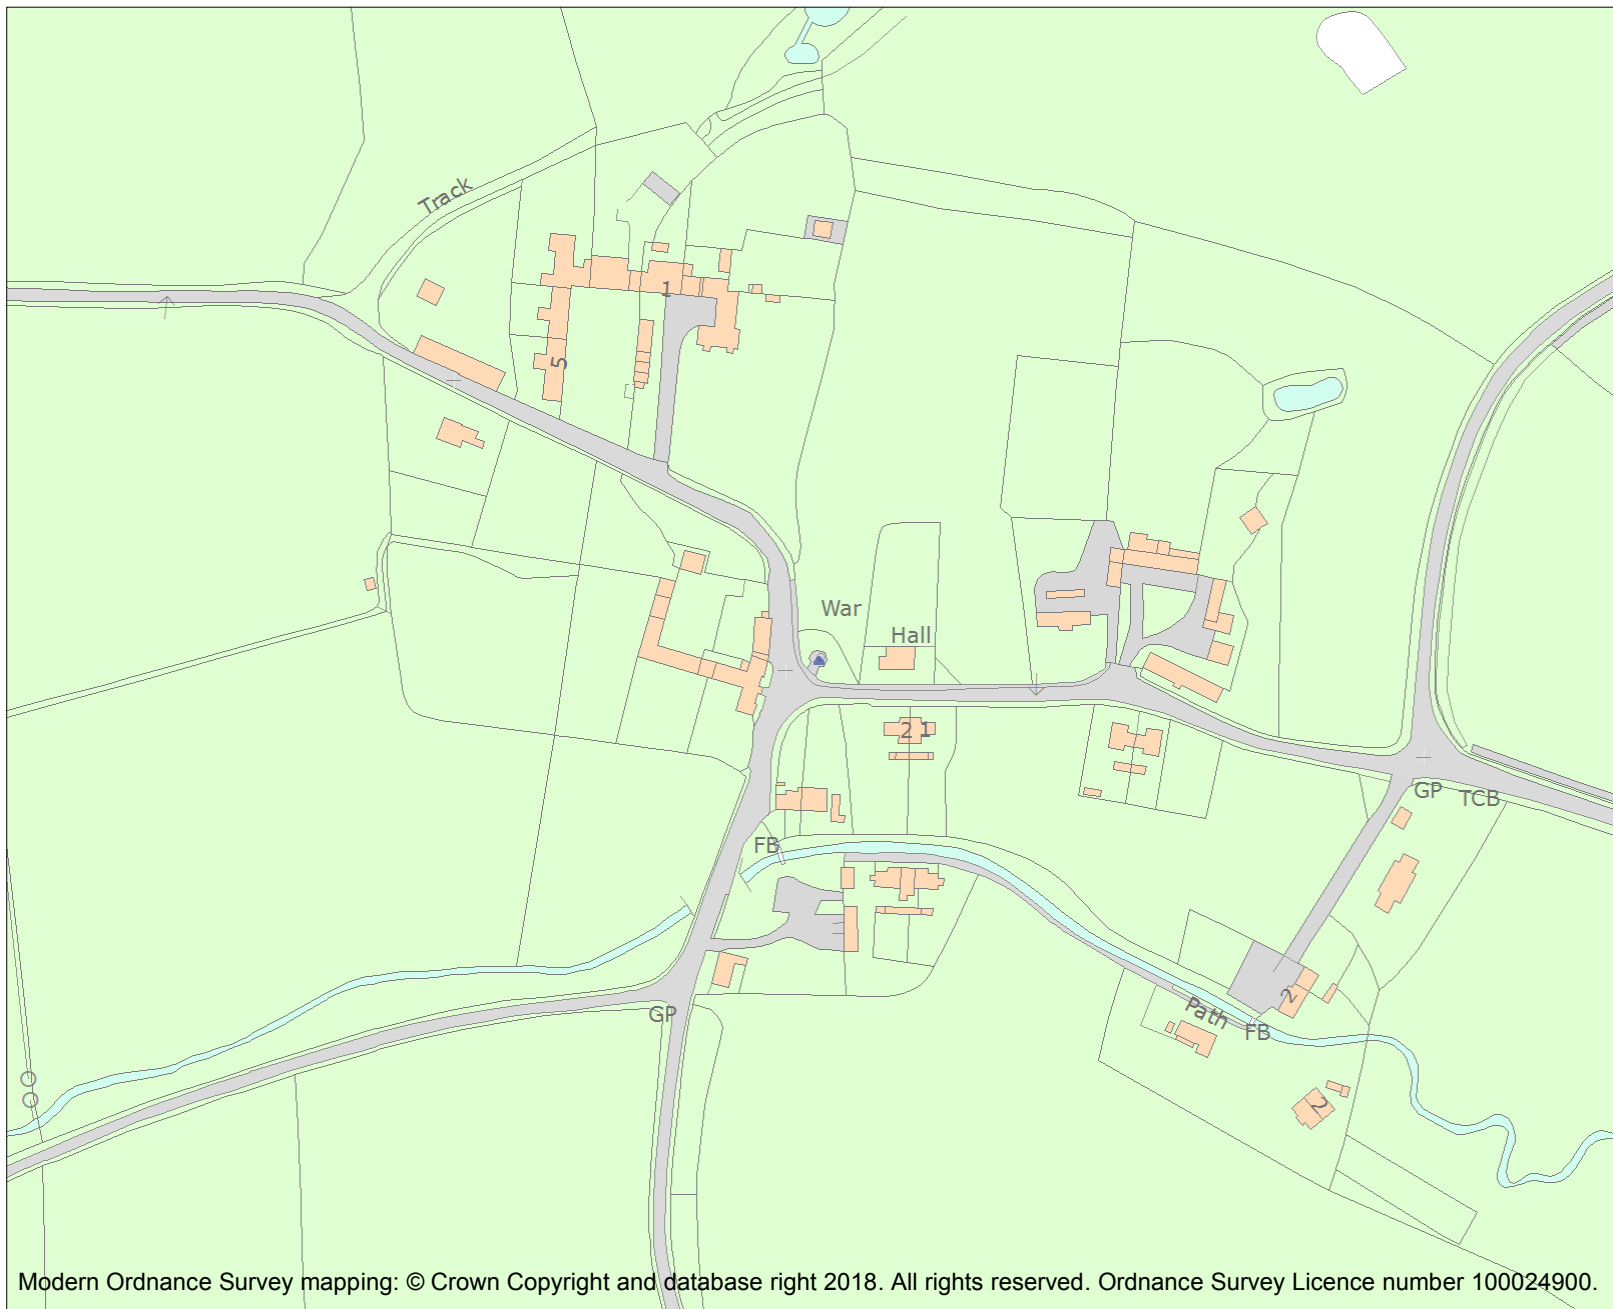 Track
1
5
War
Hall
2 1
GP
TCB
FB
2
Path
FB
GP
2
Modern Ordnance Survey mapping: © Crown Copyright and database right 2018. All rights reserved. Ordnance Survey Licence number 100024900.